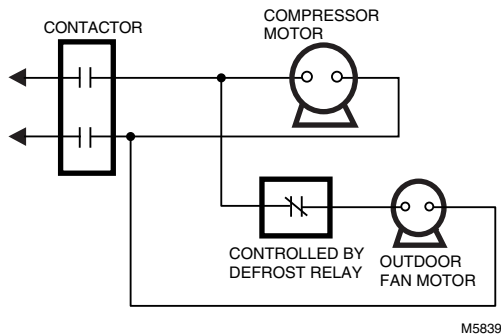 COMPRESSOR
MOTOR
CONTACTOR
CONTROLLED BY
DEFROST RELAY
OUTDOOR
FAN MOTOR
M5839